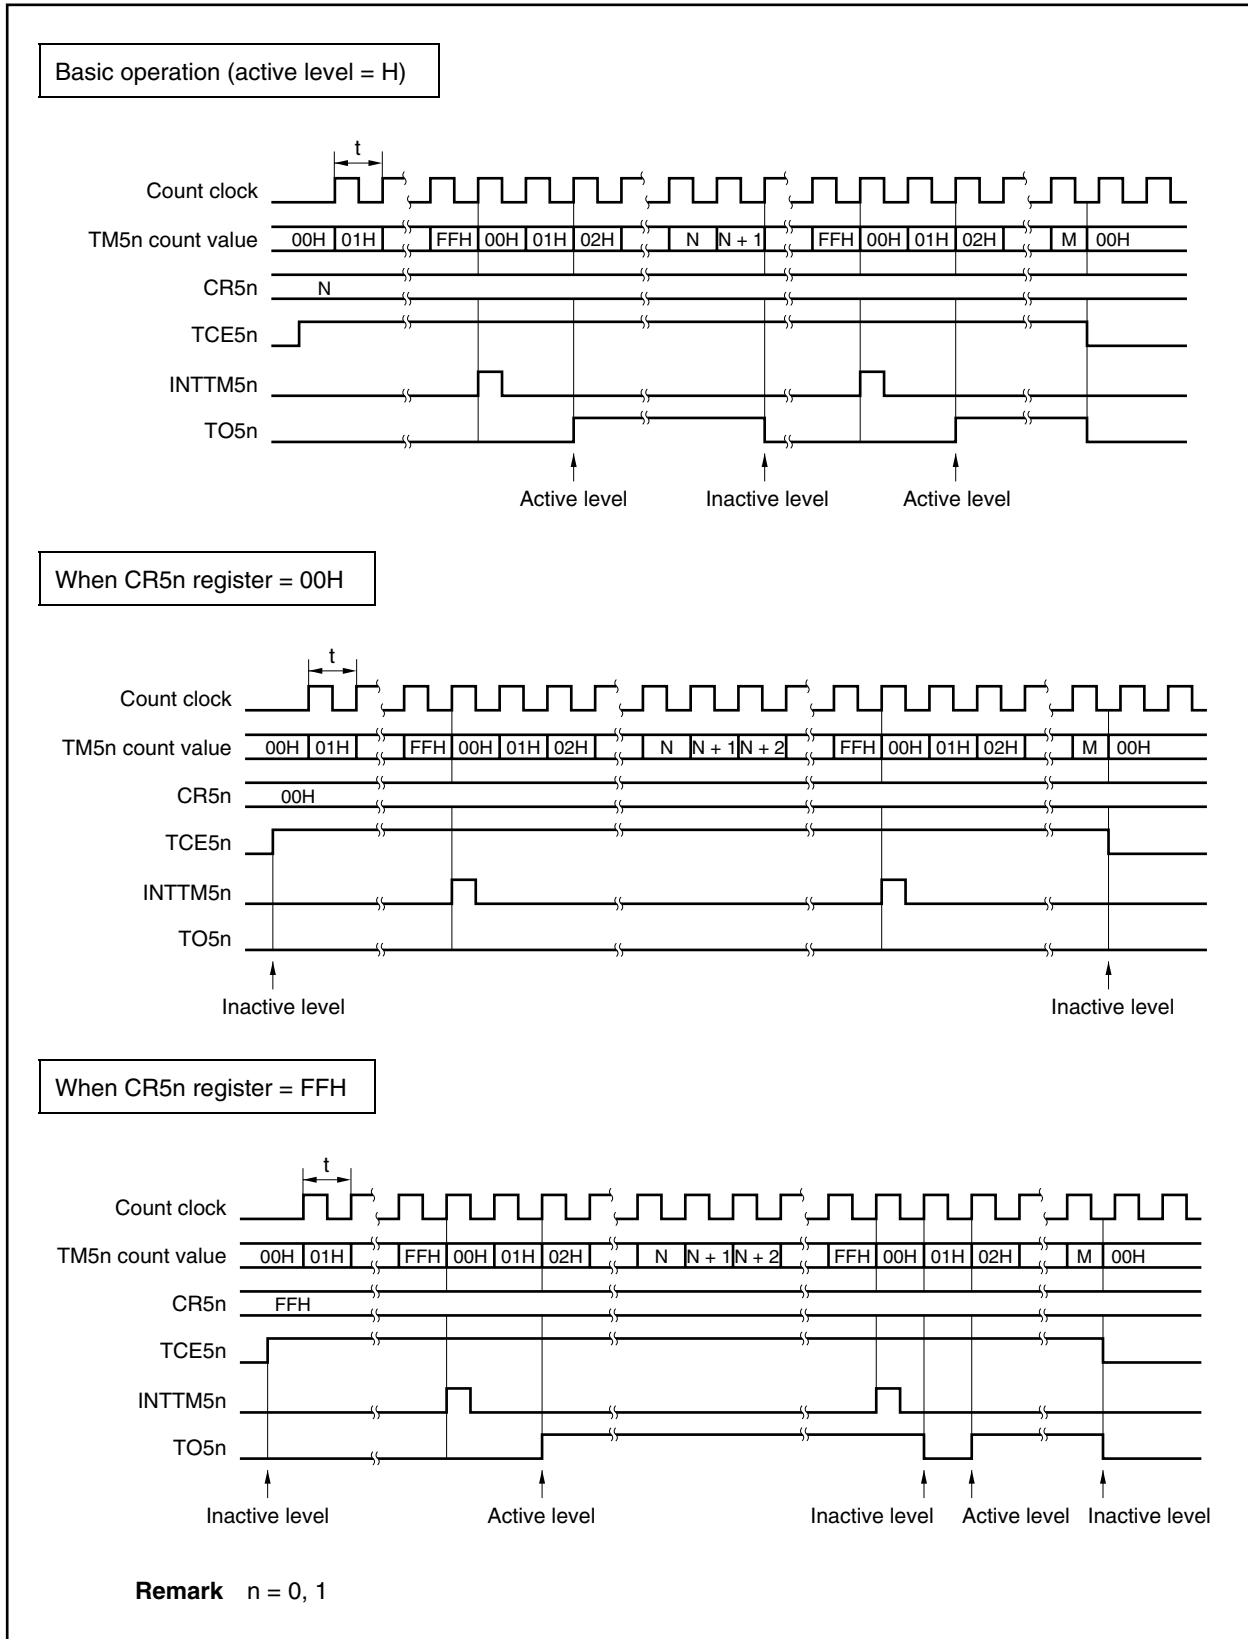 Basic operation (active level = H)
t
Count clock
TM5n count value 00H 01H FFH 00H 01H 02H N N + 1 FFH 00H 01H 02H M 00H
CR5n N
TCE5n
INTTM5n
TO5n
Active level Inactive level Active level
When CR5n register = 00H
t
Count clock
TM5n count value 00H 01H FFH 00H 01H 02H N N + 1 N + 2 FFH 00H 01H 02H M 00H
CR5n 00H
TCE5n
INTTM5n
TO5n
Inactive level Inactive level
When CR5n register = FFH
t
Count clock
TM5n count value 00H 01H FFH 00H 01H 02H N N + 1 N + 2 FFH 00H 01H 02H M 00H
CR5n FFH
TCE5n
INTTM5n
TO5n
Inactive level Active level Inactive level Active level Inactive level
Remark n = 0, 1